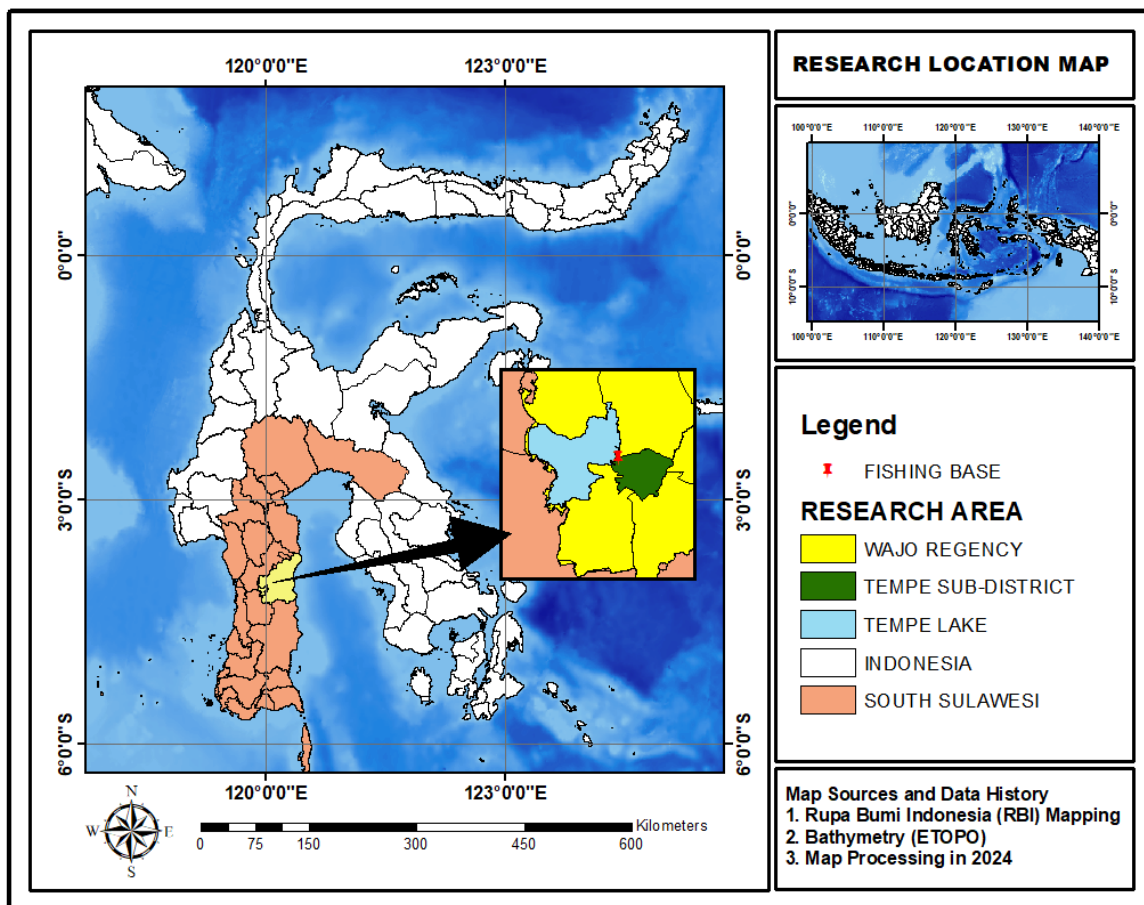 120°0'0"E 123°0'0"E
0°0'0"
3°0'0"S
6°0'0"S
0°0'0"
3°0'0"S
6°0'0"S
120°0'0"E 123°0'0"E
N
W E
S
Kilometers
0 75 150 300 450 600
RESEARCH LOCATION MAP
100°0'0"E 110°0'0"E 120°0'0"E 130°0'0"E 140°0'0"E
0°0'0"
10°0'0"S
0°0'0"
10°0'0"S
100°0'0"E 110°0'0"E 120°0'0"E 130°0'0"E 140°0'0"E
Legend
FISHING BASE
RESEARCH AREA
WAJO REGENCY
TEMPE SUB-DISTRICT
TEMPE LAKE
INDONESIA
SOUTH SULAWESI
Map Sources and Data History
1. Rupa Bumi Indonesia (RBI) Mapping
2. Bathymetry (ETOPO)
3. Map Processing in 2024